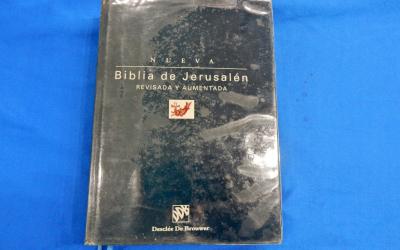 NUEVA
Biblia de Jerusalén
REVISADA Y AUMENTADA
Desclée De Brouwer